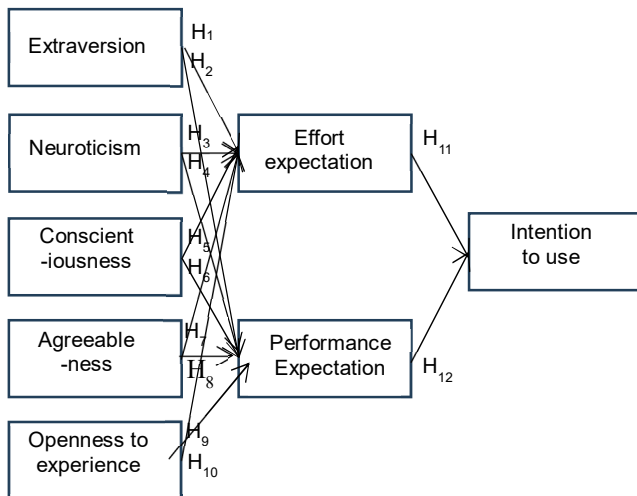 Extraversion
H₁
H₂
Neuroticism
H₃
H₄
Effort
expectation
H₁₁
Conscient
-iousness
H₅
H₆
Intention
to use
Agreeable
-ness
H₇
H₈
Performance
Expectation
H₁₂
Openness to
experience
H₉
H₁₀